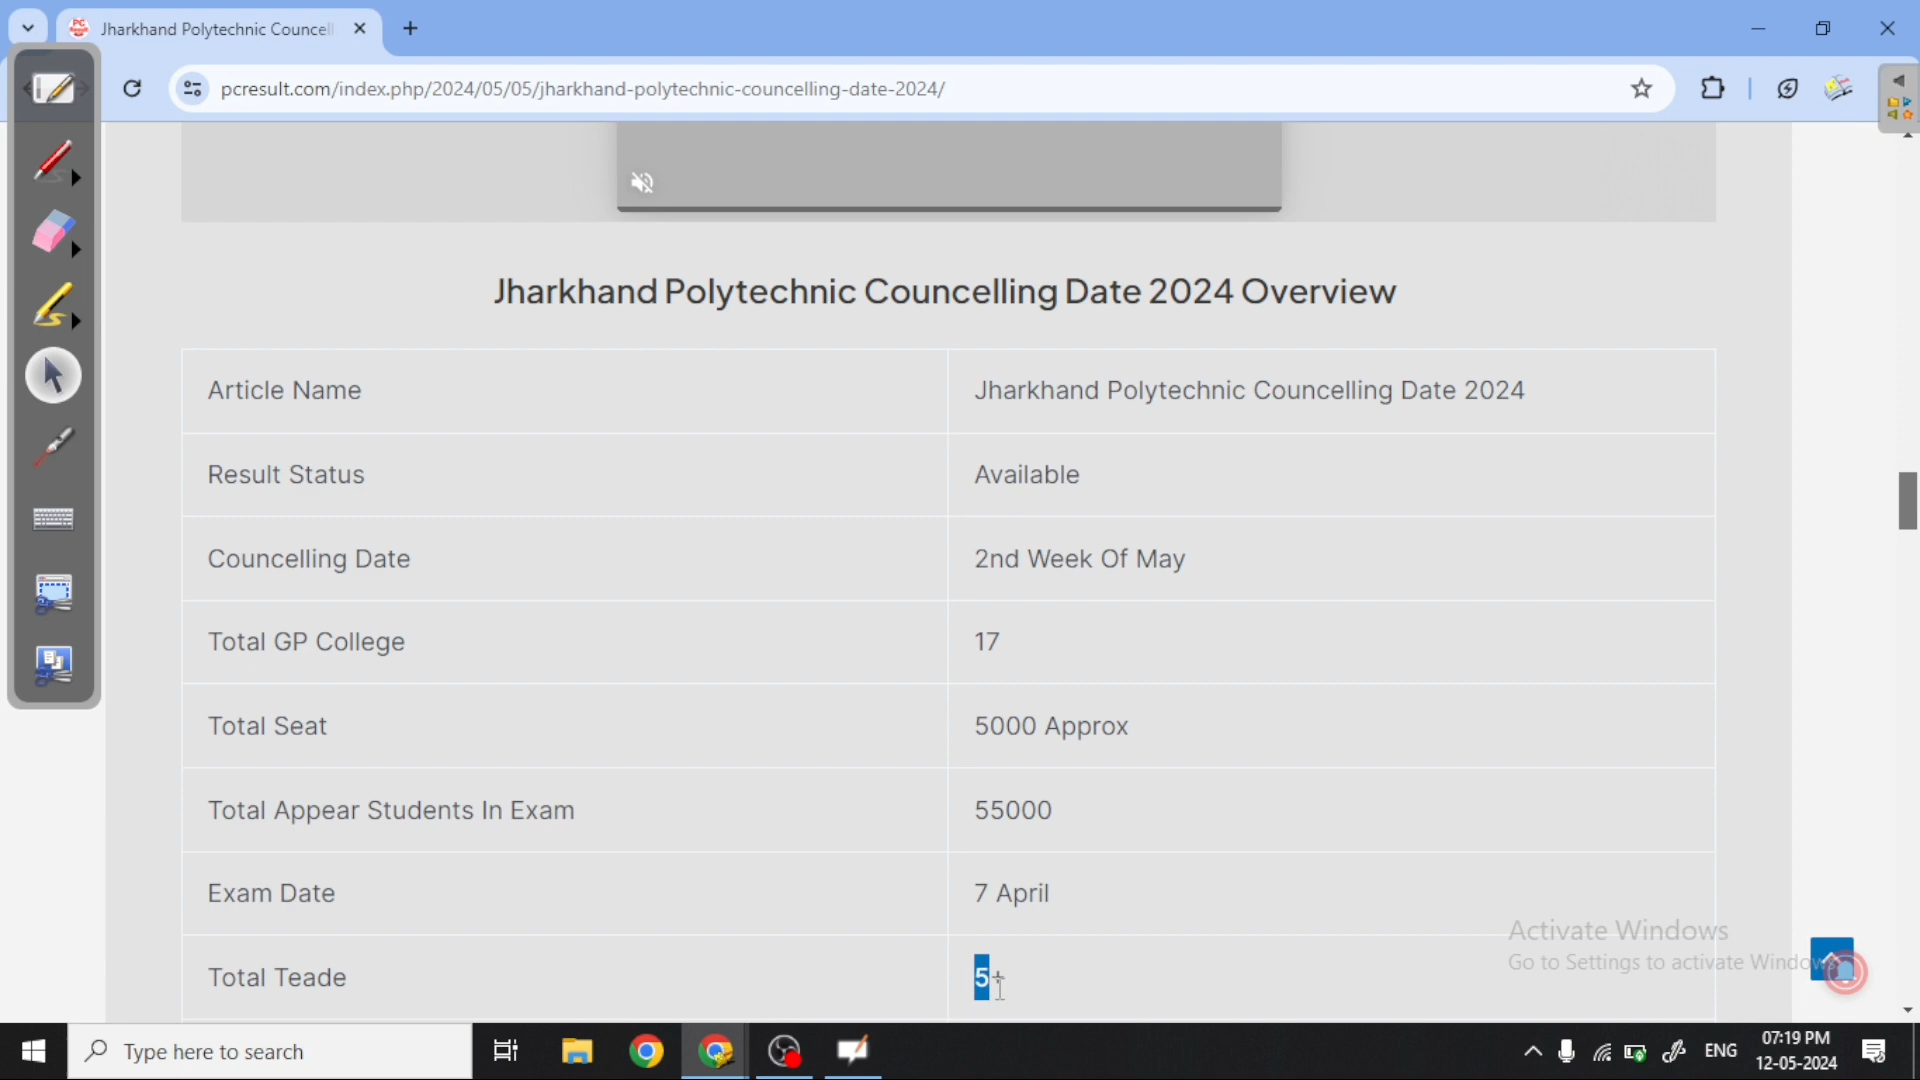 Jharkhand Polytechnic Councel
pcresult.com/index.php/2024/05/05/jharkhand-polytechnic-councelling-date-2024/
Jharkhand Polytechnic Councelling Date 2024 Overview
Article Name
Jharkhand Polytechnic Councelling Date 2024
Result Status
Available
Councelling Date
2nd Week Of May
Total GP College
17
Total Seat
5000 Approx
Total Appear Students In Exam
55000
Exam Date
7 April
Total Teade
5+
Activate Windows
Go to Settings to activate Windows
Type here to search
ENG
07:19 PM
12-05-2024